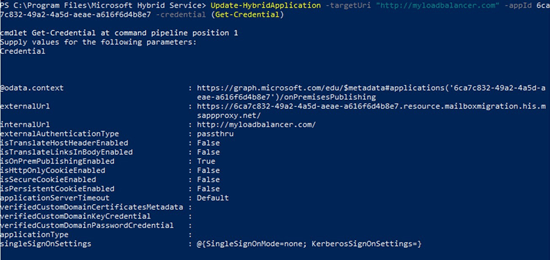 PS C:\Program Files\Microsoft Hybrid Service> Update-HybridApplication -targetUri "http://myloadbalancer.com" -appId 6ca
7c832-49a2-4a5d-aeae-a616f6d4b8e7 -credential (Get-Credential)
cmdlet Get-Credential at command pipeline position 1
Supply values for the following parameters:
Credential
@odata.context : https://graph.microsoft.com/edu/$metadata#applications('6ca7c832-49a2-4a5d-a
eae-a616f6d4b8e7')/onPremisesPublishing
externalUrl : https://6ca7c832-49a2-4a5d-aeae-a616f6d4b8e7.resource.mailboxmigration.his.m
sappproxy.net/
internalUrl : http://myloadbalancer.com/
externalAuthenticationType : passthru
isTranslateHostHeaderEnabled : False
isTranslateLinksInBodyEnabled : False
isOnPremPublishingEnabled : True
isHttpOnlyCookieEnabled : False
isSecureCookieEnabled : False
isPersistentCookieEnabled : False
applicationServerTimeout : Default
verifiedCustomDomainCertificatesMetadata :
verifiedCustomDomainKeyCredential :
verifiedCustomDomainPasswordCredential :
applicationType :
singleSignOnSettings : @{SingleSignOnMode=none; KerberosSignOnSettings=}